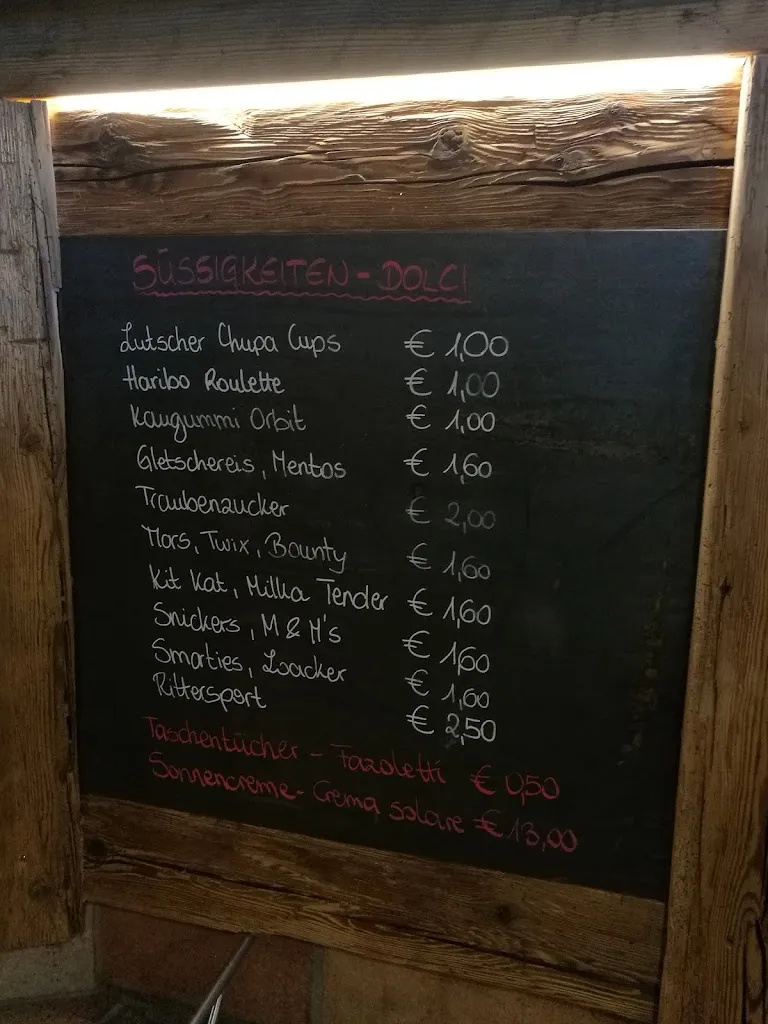 SÜSSIGKEITEN - DOLCI
Lutscher Chupa Cups € 1,00
Haribo Roulette € 1,00
Kaugummi Orbit € 1,00
Gletschereis, Mentos € 1,60
Traubenzucker € 2,00
Mars, Twix, Bounty € 1,60
Kit Kat, Milka Tender € 1,60
Snickers, M & M's € 1,60
Smarties, Loacker € 1,60
Rittersport € 2,50
Taschentücher - Fazoletti € 0,50
Sonnencreme - Crema solare € 13,00